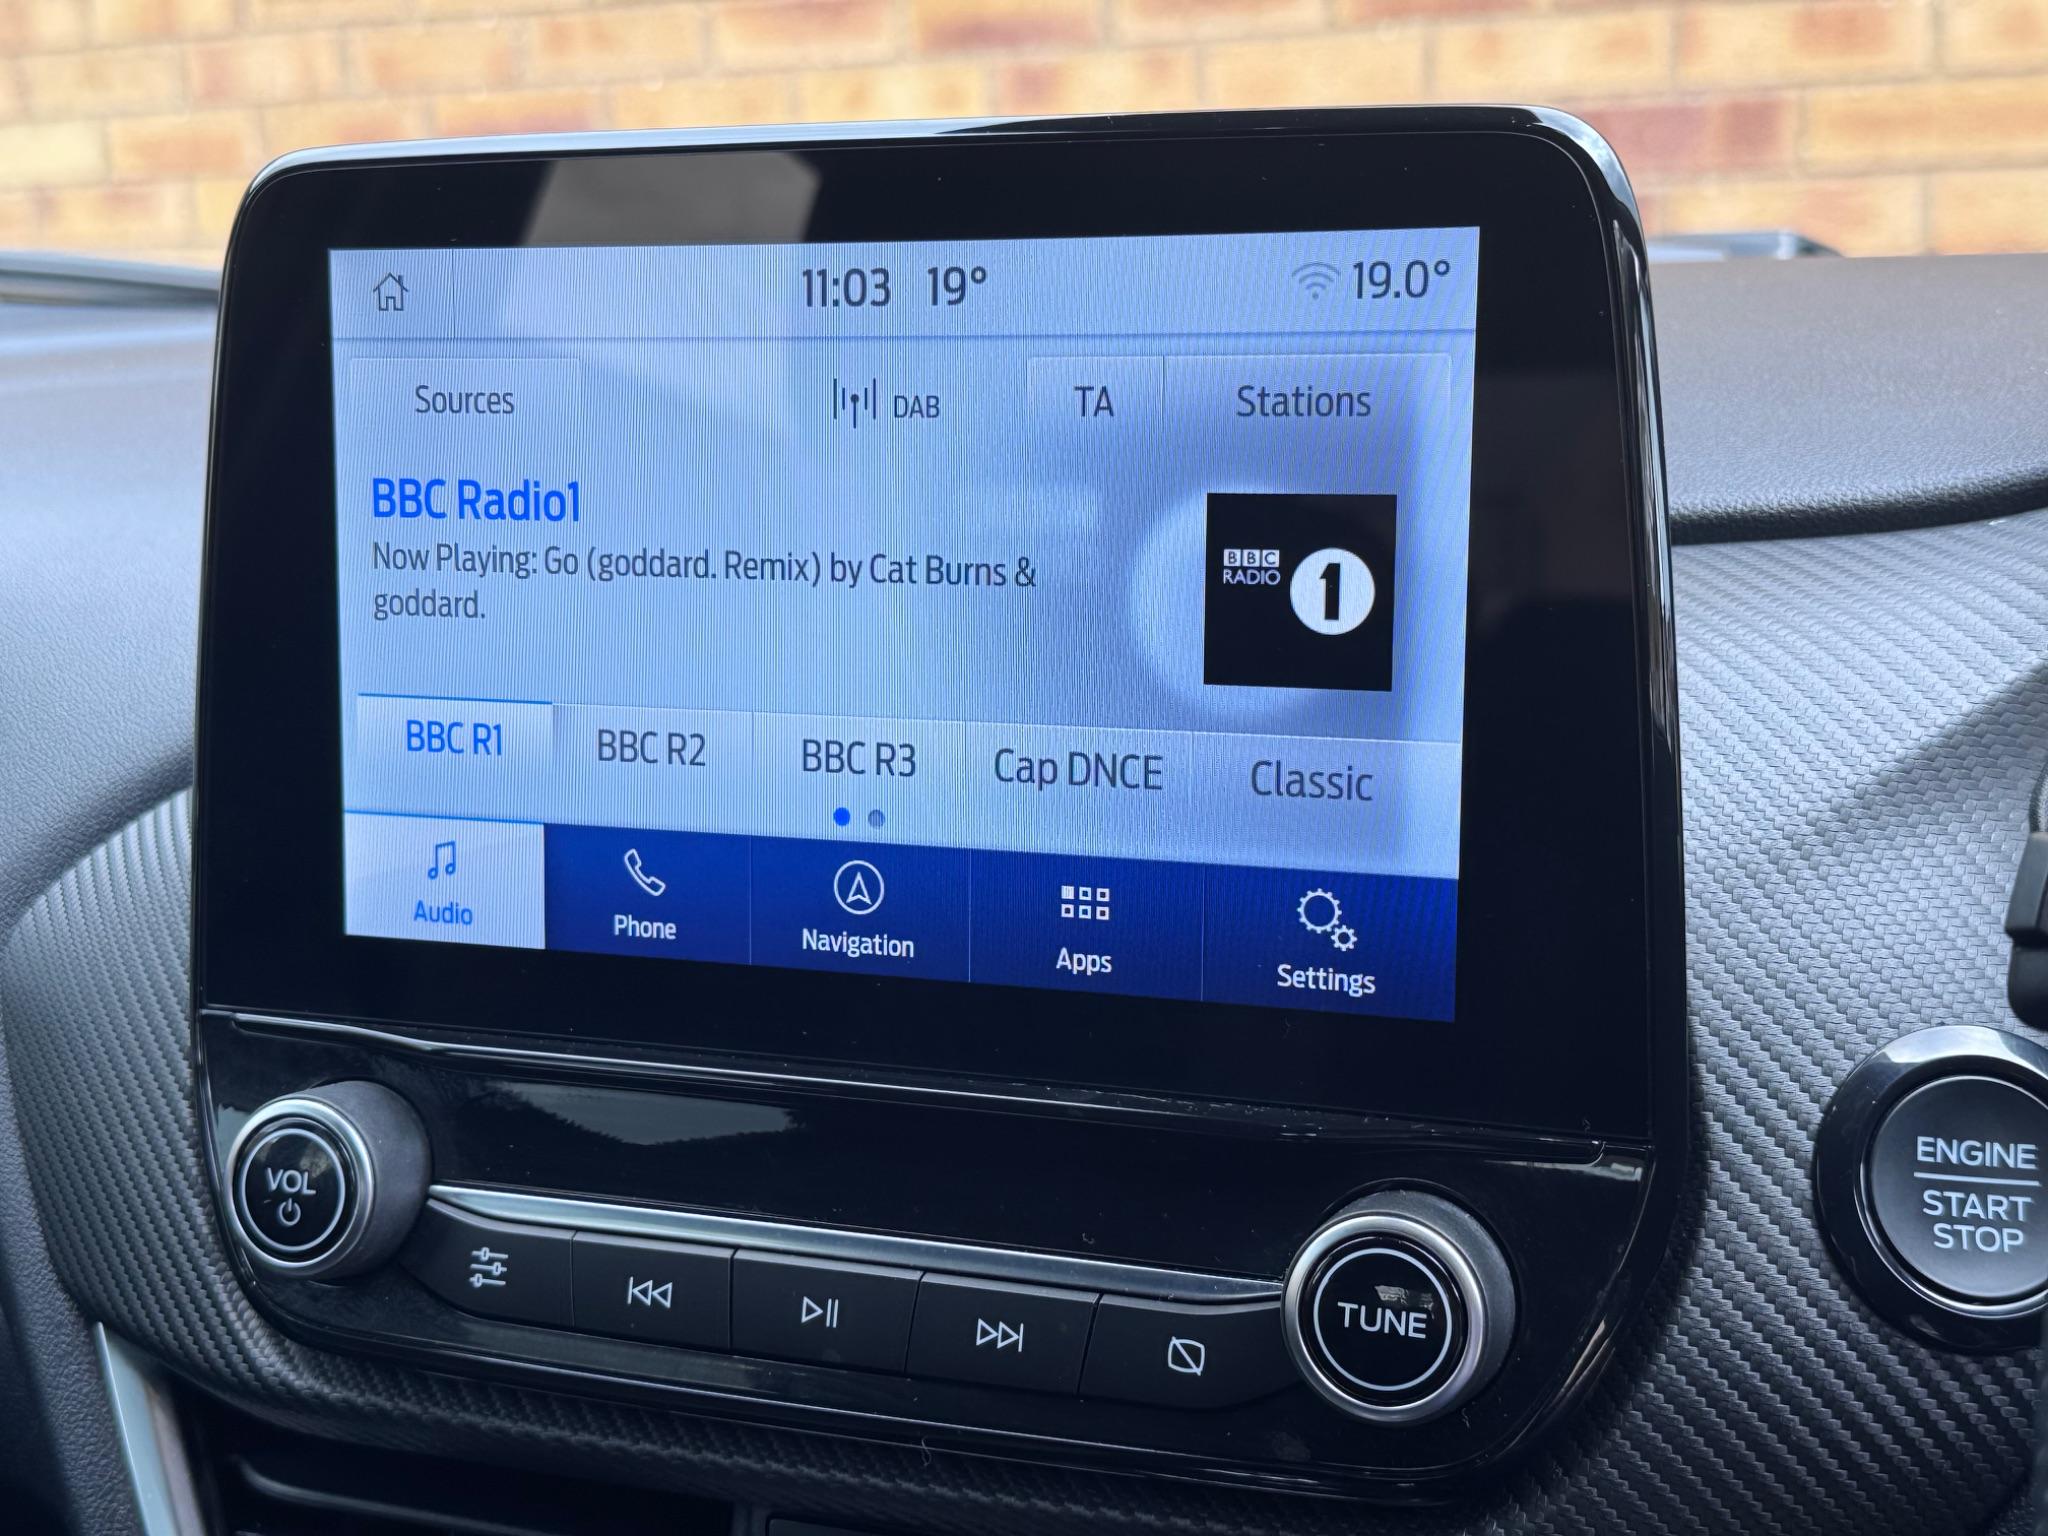 11:03 19° 19.0°
Sources DAB TA Stations
BBC Radio1
Now Playing: Go (goddard. Remix) by Cat Burns &
goddard.
BBC
RADIO 1
BBC R1 BBC R2 BBC R3 Cap DNCE Classic
Audio Phone Navigation Apps Settings
VOL
TUNE
ENGINE
START
STOP